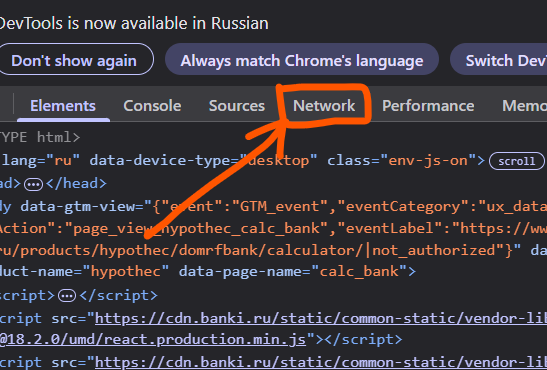 DevTools is now available in Russian
Don't show again Always match Chrome's language Switch Dev
Elements Console Sources Network Performance Memo
TYPE html>
lang="ru" data-device-type="desktop" class="env-js-on"> scroll
ad> … </head>
dy data-gtm-view="{"event":"GTM_event","eventCategory":"ux_data
Action":"page_view_hypothec_calc_bank","eventLabel":"https://ww
ru/products/hypothec/domrfbank/calculator/|not_authorized"}" da
duct-name="hypothec" data-page-name="calc_bank">
script> … </script>
cript src="https://cdn.banki.ru/static/common-static/vendor-lib
@18.2.0/umd/react.production.min.js"></script>
cript src="https://cdn.banki.ru/static/common-static/vendor-lib